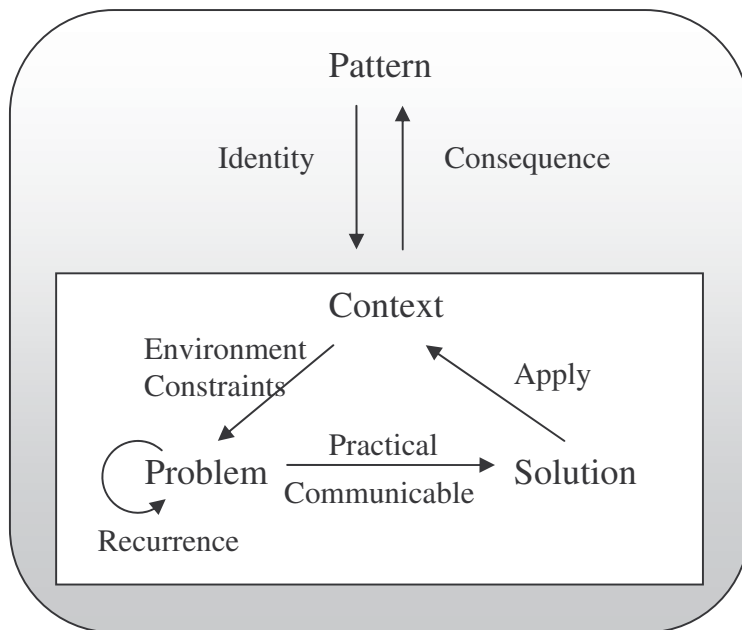 Pattern
Identity
Consequence
Context
Environment
Constraints
Apply
Practical
Problem
Solution
Communicable
Recurrence